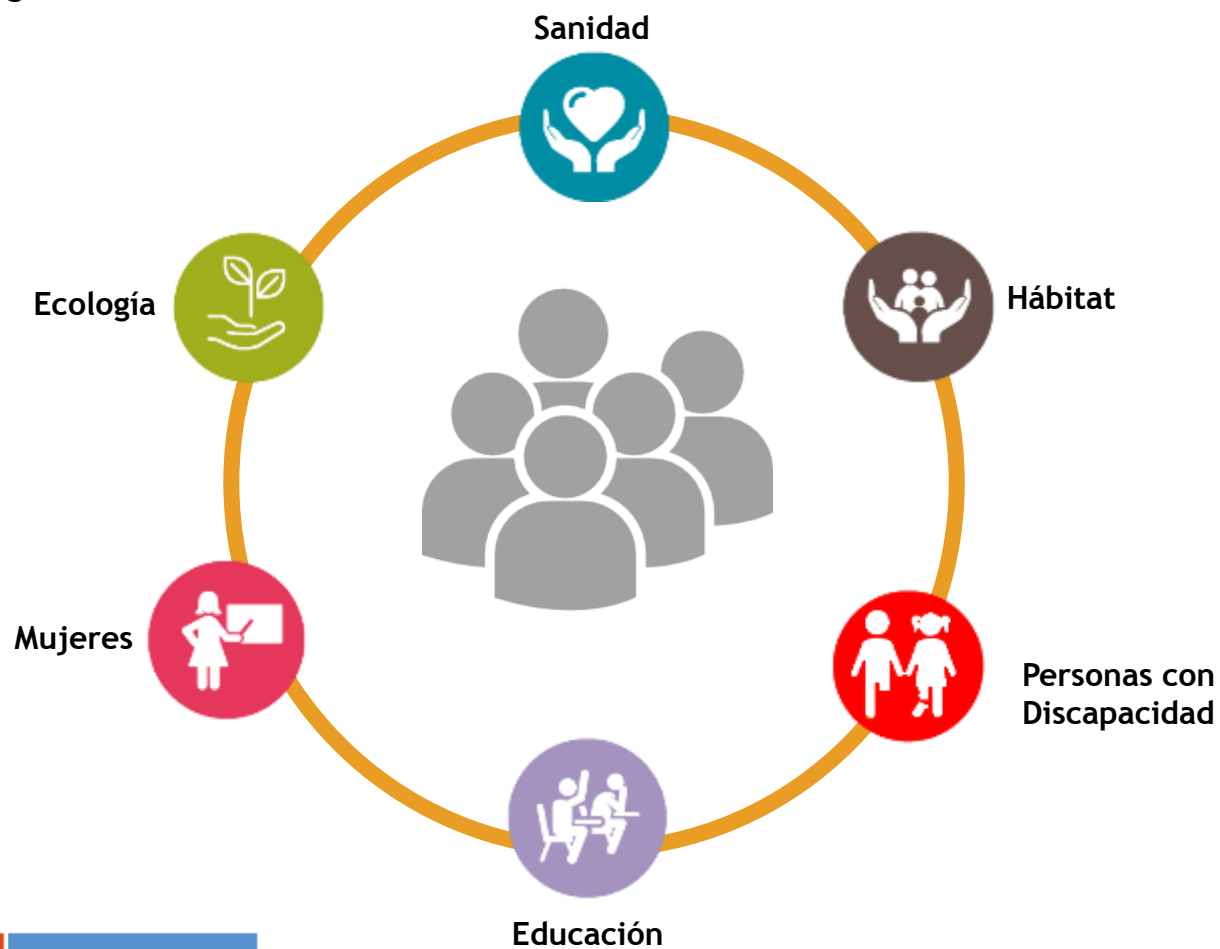 Sanidad
Ecología
Hábitat
Mujeres
Personas con
Discapacidad
Educación